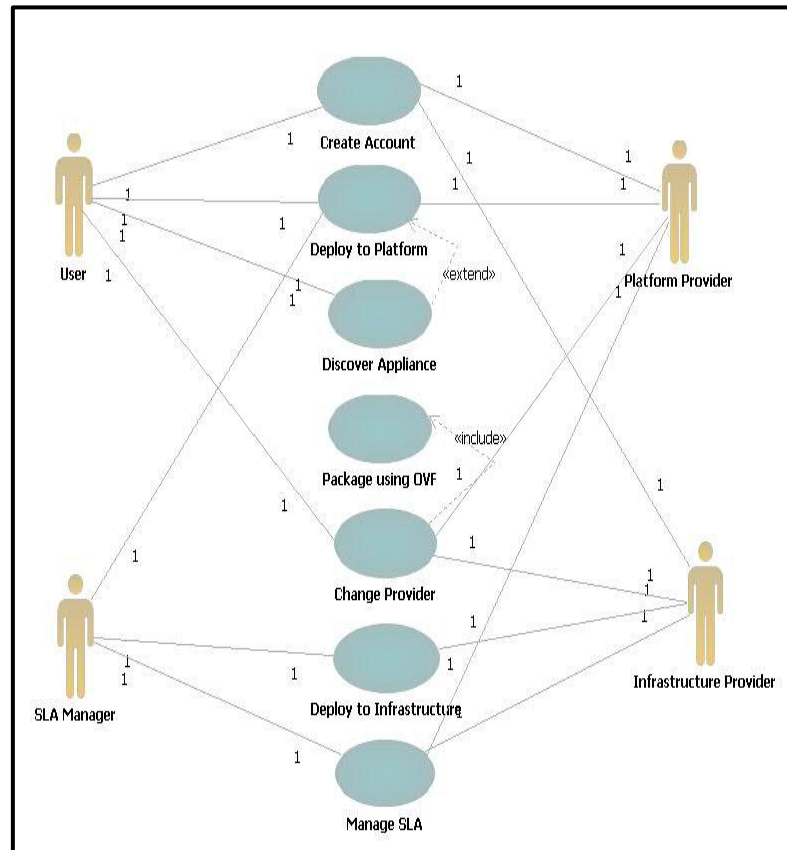 1
1
1
Create Account
1
1
1
1
1
1
1
1
Deploy to Platform
User
1
1
1
«extend»
Platform Provider
1
1
Discover Appliance
«include»
Package using OVF
1
1
1
1
1
1
1
Change Provider
1
1
1
1
1
1
SLA Manager
Deploy to Infrastructure
Infrastructure Provider
1
1
Manage SLA